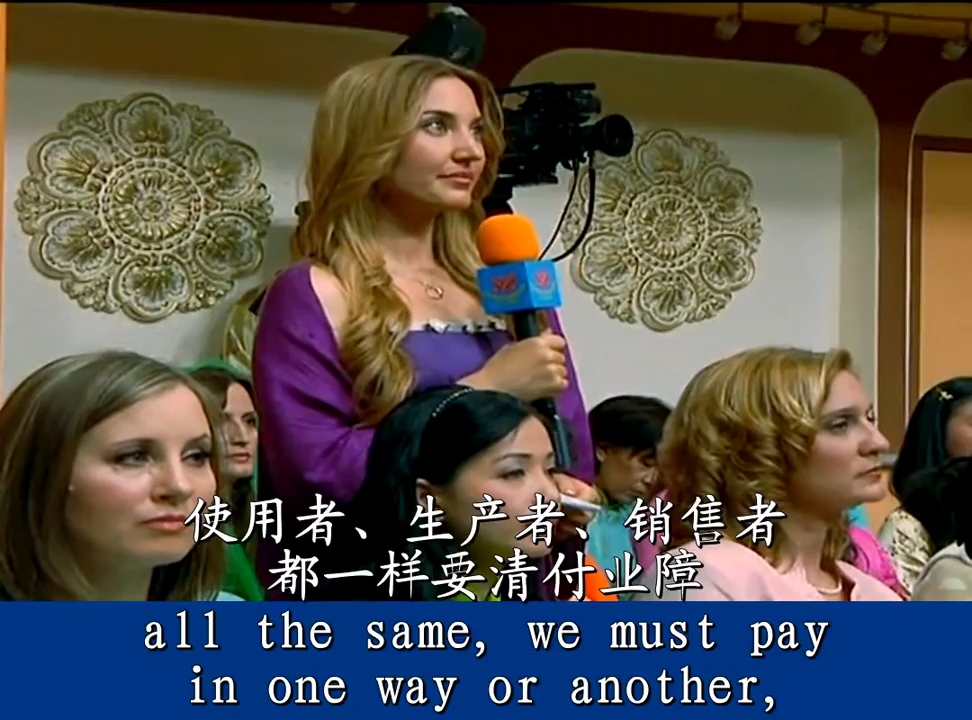 使用者、生产者、销售者
都一样要清付业障
all the same, we must pay
in one way or another,